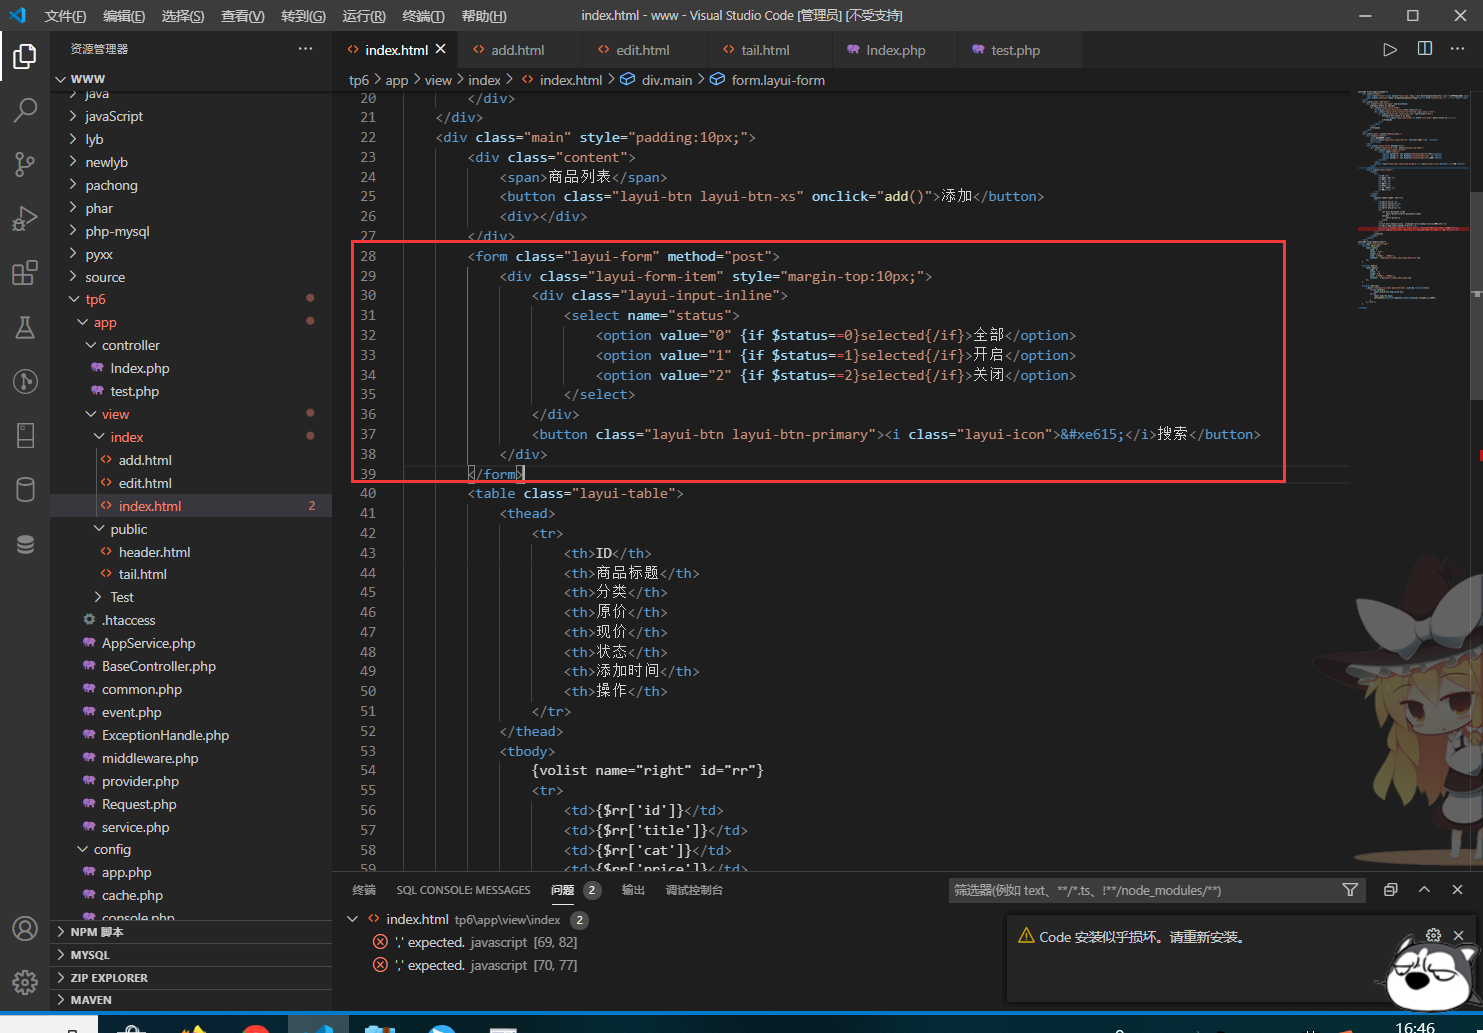 文件(F) 编辑(E) 选择(S) 查看(V) 转到(G) 运行(R) 终端(T) 帮助(H) index.html - www - Visual Studio Code [管理员] [不受支持]
资源管理器
WWW
java
javaScript
lyb
newlyb
pachong
phar
php-mysql
pyxx
source
tp6
app
controller
Index.php
test.php
view
index
add.html
edit.html
index.html 2
public
header.html
tail.html
Test
.htaccess
AppService.php
BaseController.php
common.php
event.php
ExceptionHandle.php
middleware.php
provider.php
Request.php
service.php
config
app.php
cache.php
console.php
NPM 脚本
MYSQL
ZIP EXPLORER
MAVEN
index.html add.html edit.html tail.html Index.php test.php
tp6 > app > view > index > index.html > div.main > form.layui-form
20 </div>
21 </div>
22 <div class="main" style="padding:10px;">
23 <div class="content">
24 <span>商品列表</span>
25 <button class="layui-btn layui-btn-xs" onclick="add()">添加</button>
26 <div></div>
27 </div>
28 <form class="layui-form" method="post">
29 <div class="layui-form-item" style="margin-top:10px;">
30 <div class="layui-input-inline">
31 <select name="status">
32 <option value="0" {if $status==0}selected{/if}>全部</option>
33 <option value="1" {if $status==1}selected{/if}>开启</option>
34 <option value="2" {if $status==2}selected{/if}>关闭</option>
35 </select>
36 </div>
37 <button class="layui-btn layui-btn-primary"><i class="layui-icon">&#xe615;</i>搜索</button>
38 </div>
39 </form>
40 <table class="layui-table">
41 <thead>
42 <tr>
43 <th>ID</th>
44 <th>商品标题</th>
45 <th>分类</th>
46 <th>原价</th>
47 <th>现价</th>
48 <th>状态</th>
49 <th>添加时间</th>
50 <th>操作</th>
51 </tr>
52 </thead>
53 <tbody>
54 {volist name="right" id="rr"}
55 <tr>
56 <td>{$rr['id']}</td>
57 <td>{$rr['title']}</td>
58 <td>{$rr['cat']}</td>
59 <td>{$rr['price']}</td>
终端 SQL CONSOLE: MESSAGES 问题 2 输出 调试控制台 筛选器(例如 text、**/*.ts、!**/node_modules/**)
index.html tp6\app\view\index 2
',' expected. javascript [69, 82]
',' expected. javascript [70, 77]
Code 安装似乎损坏。请重新安装。
16:46